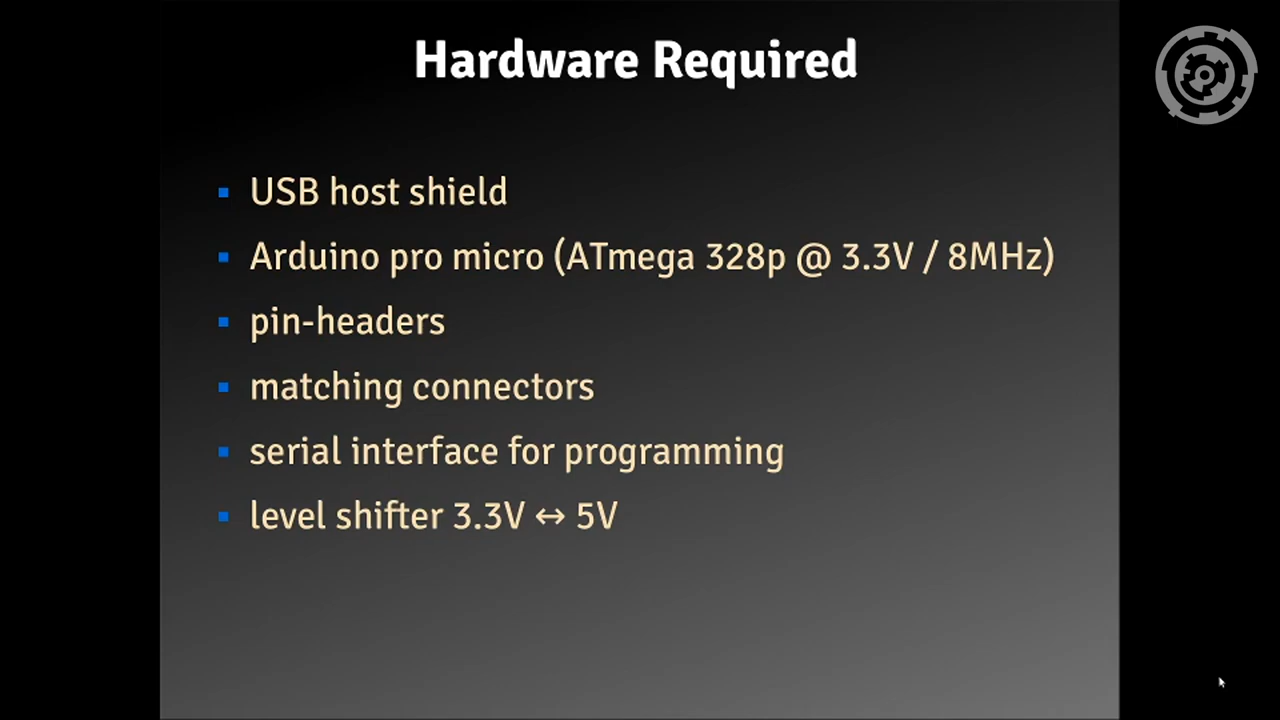 Hardware Required
USB host shield
Arduino pro micro (ATmega 328p @ 3.3V / 8MHz)
pin-headers
matching connectors
serial interface for programming
level shifter 3.3V ↔ 5V